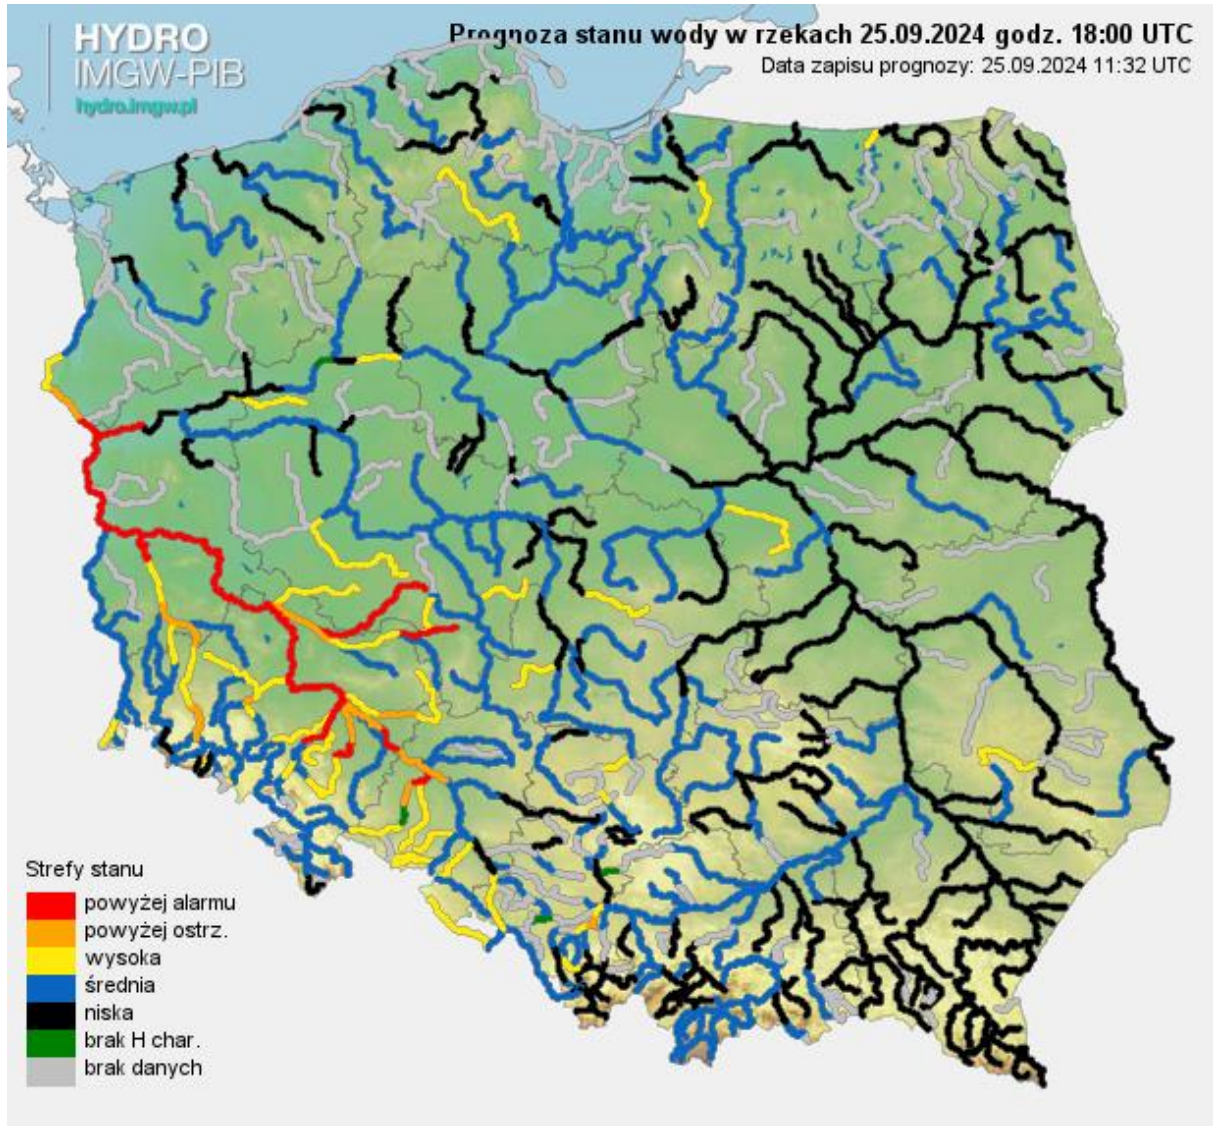 HYDRO
IMGW-PIB
hydro.imgw.pl
Prognoza stanu wody w rzekach 25.09.2024 godz. 18:00 UTC
Data zapisu prognozy: 25.09.2024 11:32 UTC
Strefy stanu
powyżej alarmu
powyżej ostrz.
wysoka
średnia
niska
brak H char.
brak danych